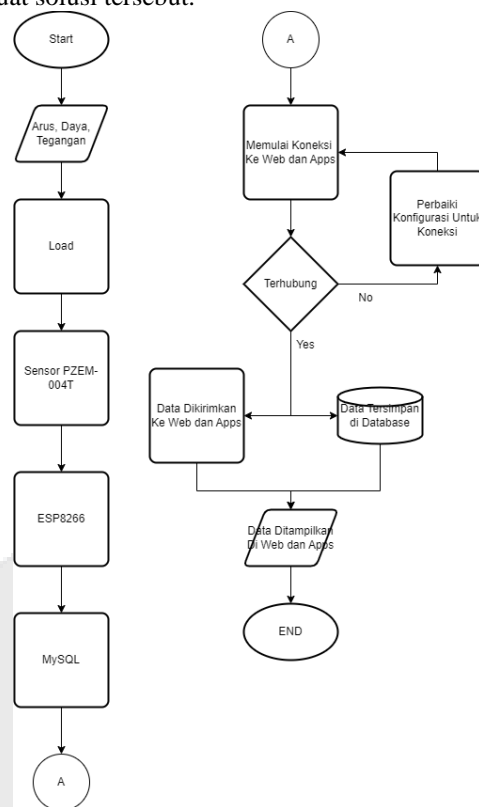 dat solusi tersebut.
Start
Arus, Daya,
Tegangan
Load
Sensor PZEM-
004T
ESP8266
MySQL
A
A
Memulai Koneksi
Ke Web dan Apps
Perbaiki
Konfigurasi Untuk
Koneksi
Terhubung
No
Yes
Data Dikirimkan
Ke Web dan Apps
Data Tersimpan
di Database
Data Ditampilkan
Di Web dan Apps
END